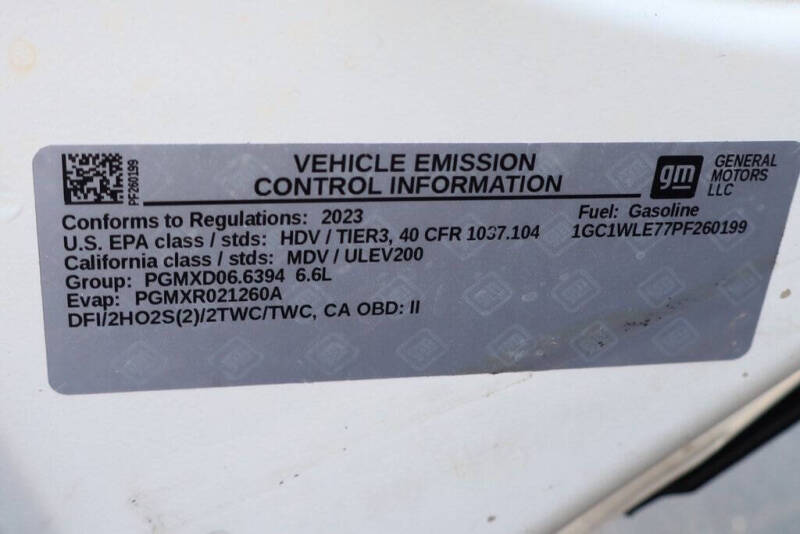 PF260199
VEHICLE EMISSION
CONTROL INFORMATION
gm
GENERAL
MOTORS
LLC
Conforms to Regulations: 2023
Fuel: Gasoline
U.S. EPA class / stds: HDV / TIER3, 40 CFR 1037.104
1GC1WLE77PF260199
California class / stds: MDV / ULEV200
Group: PGMXD06.6394 6.6L
Evap: PGMXR021260A
DFI/2HO2S(2)/2TWC/TWC, CA OBD: II